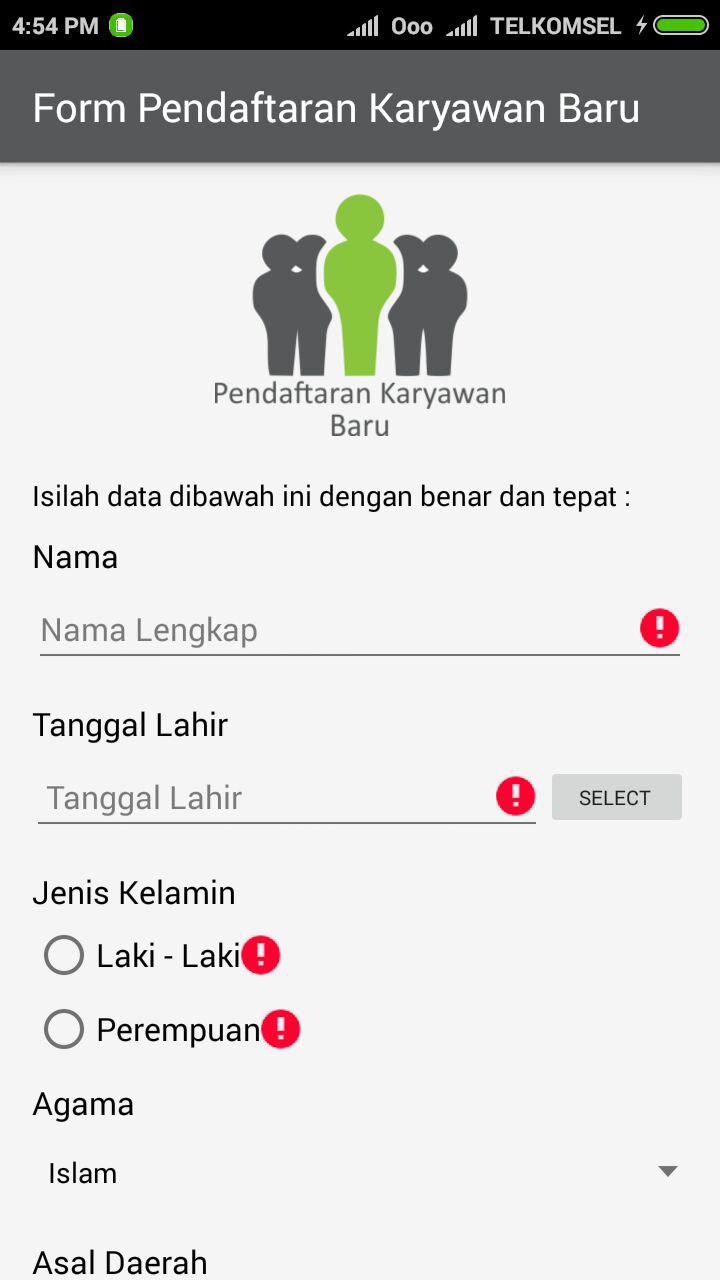 4:54 PM Ooo TELKOMSEL
Form Pendaftaran Karyawan Baru
Pendaftaran Karyawan
Baru
Isilah data dibawah ini dengan benar dan tepat :
Nama
Nama Lengkap
Tanggal Lahir
Tanggal Lahir SELECT
Jenis Kelamin
Laki - Laki
Perempuan
Agama
Islam
Asal Daerah